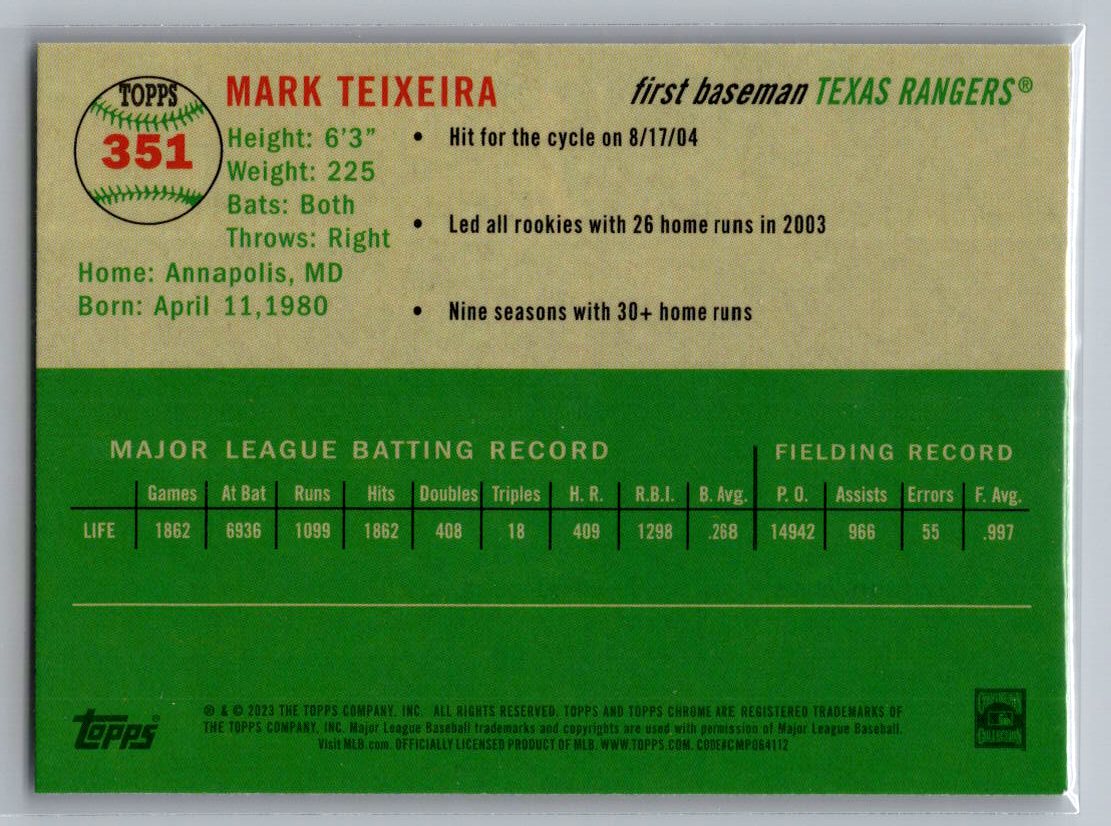 TOPPS
351
MARK TEIXEIRA
first baseman TEXAS RANGERS®
Height: 6'3"
Weight: 225
Bats: Both
Throws: Right
Home: Annapolis, MD
Born: April 11,1980
• Hit for the cycle on 8/17/04
• Led all rookies with 26 home runs in 2003
• Nine seasons with 30+ home runs
MAJOR LEAGUE BATTING RECORD FIELDING RECORD
Games At Bat Runs Hits Doubles Triples H. R. R.B.I. B. Avg. P. O. Assists Errors F. Avg.
LIFE 1862 6936 1099 1862 408 18 409 1298 .268 14942 966 55 .997
topps®
® & © 2023 THE TOPPS COMPANY, INC. ALL RIGHTS RESERVED. TOPPS AND TOPPS CHROME ARE REGISTERED TRADEMARKS OF
THE TOPPS COMPANY, INC. Major League Baseball trademarks and copyrights are used with permission of Major League Baseball.
Visit MLB.com. OFFICIALLY LICENSED PRODUCT OF MLB. WWW.TOPPS.COM. CODE#CMP084112
COLLECTION